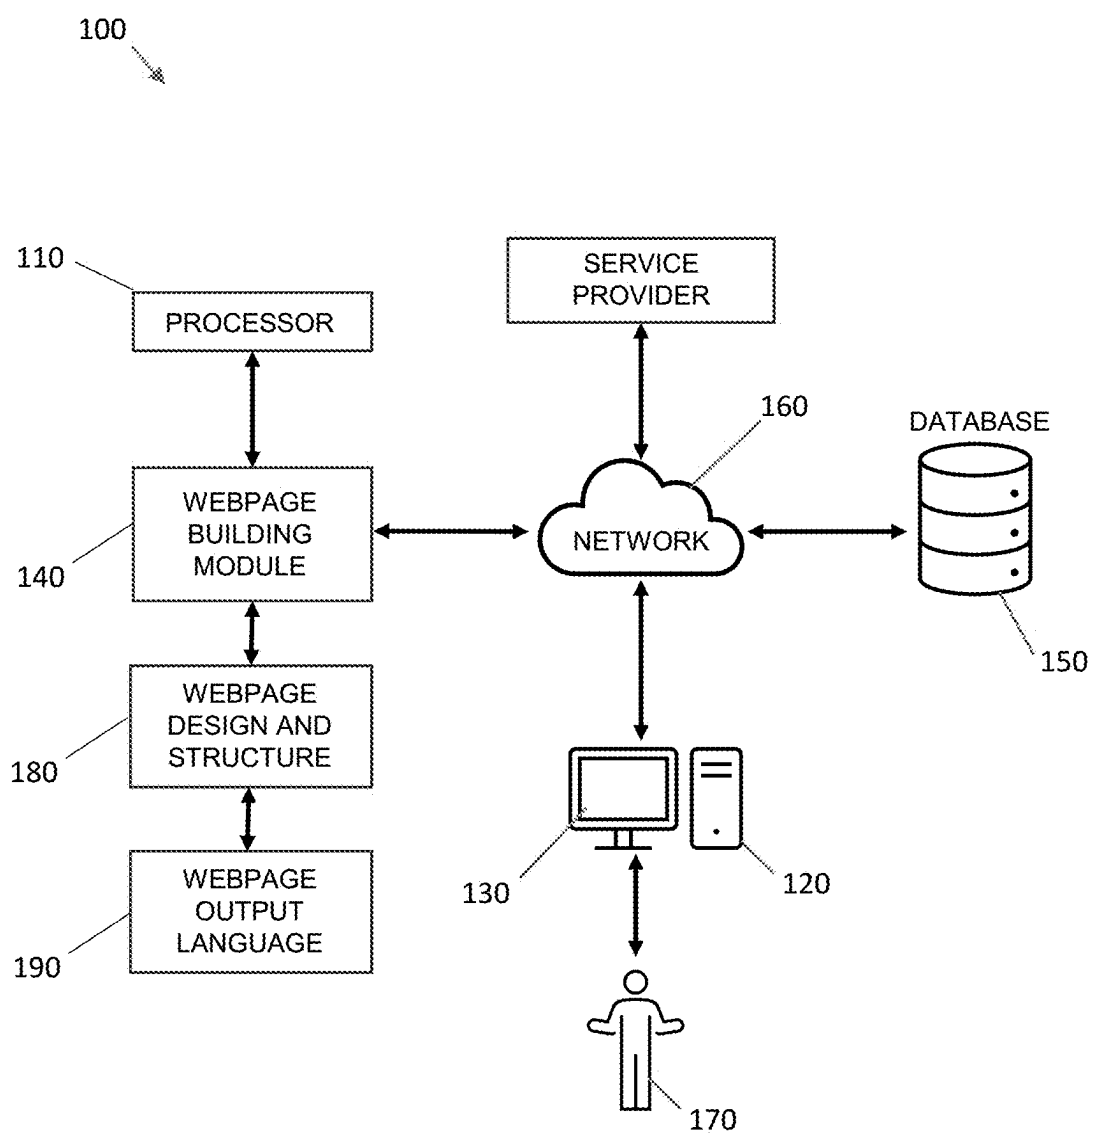 100
110
PROCESSOR
SERVICE
PROVIDER
160
DATABASE
WEBPAGE
BUILDING
MODULE
NETWORK
140
150
WEBPAGE
DESIGN AND
STRUCTURE
180
130
120
WEBPAGE
OUTPUT
LANGUAGE
190
170